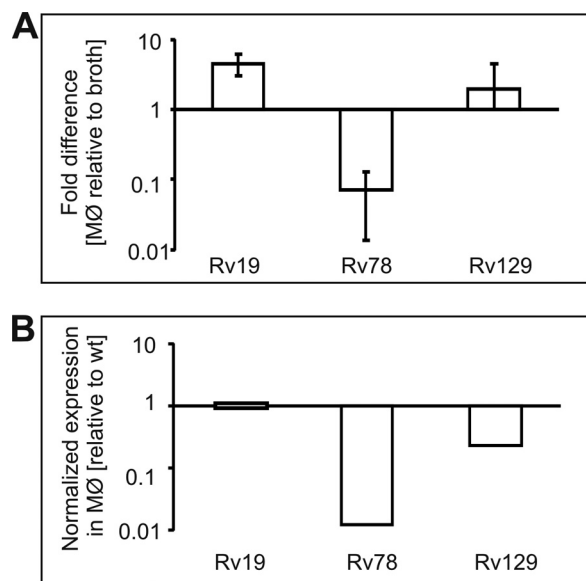 A
Fold difference
[MØ relative to broth]
10
1
0.1
0.01
Rv19 Rv78 Rv129
B
Normalized expression
in MØ [relative to wt]
10
1
0.1
0.01
Rv19 Rv78 Rv129